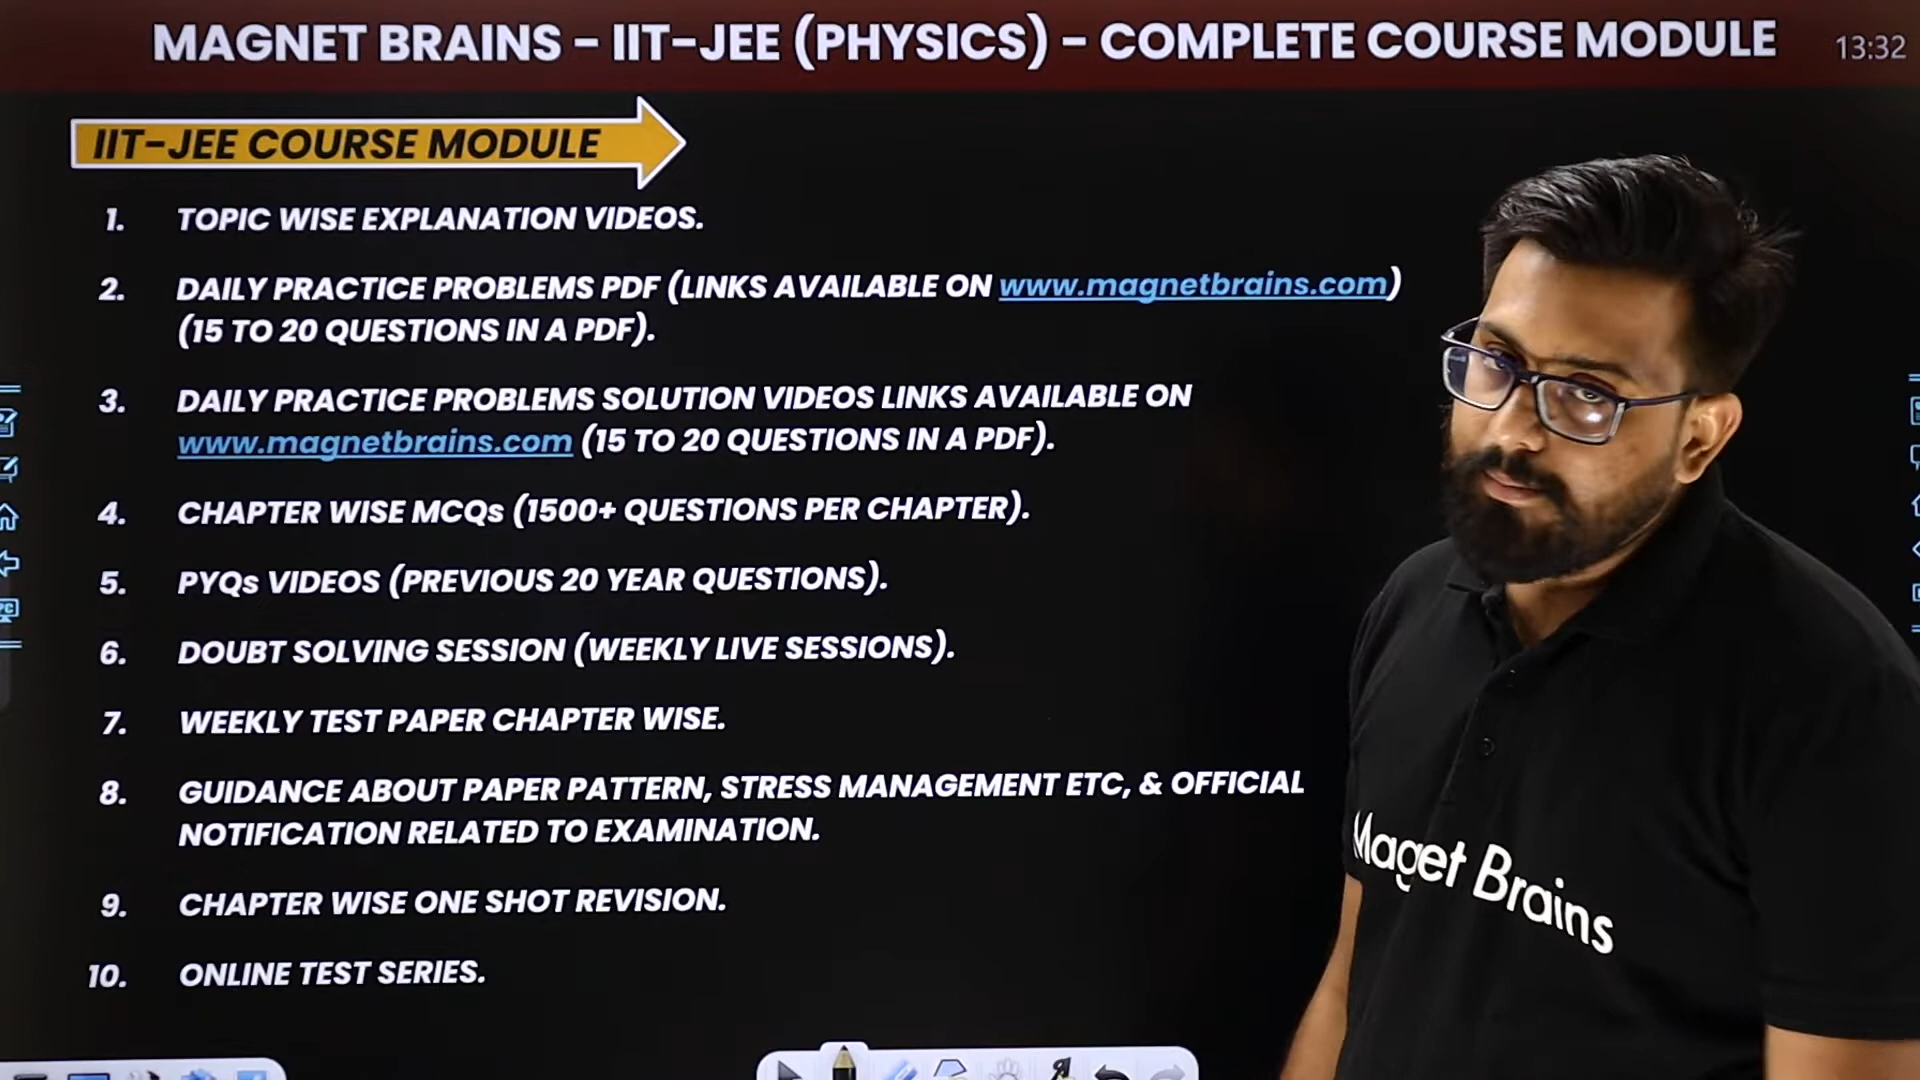 MAGNET BRAINS - IIT-JEE (PHYSICS) - COMPLETE COURSE MODULE
13:32
IIT-JEE COURSE MODULE
1. TOPIC WISE EXPLANATION VIDEOS.
2. DAILY PRACTICE PROBLEMS PDF (LINKS AVAILABLE ON www.magnetbrains.com)
(15 TO 20 QUESTIONS IN A PDF).
3. DAILY PRACTICE PROBLEMS SOLUTION VIDEOS LINKS AVAILABLE ON
www.magnetbrains.com (15 TO 20 QUESTIONS IN A PDF).
4. CHAPTER WISE MCQs (1500+ QUESTIONS PER CHAPTER).
5. PYQs VIDEOS (PREVIOUS 20 YEAR QUESTIONS).
6. DOUBT SOLVING SESSION (WEEKLY LIVE SESSIONS).
7. WEEKLY TEST PAPER CHAPTER WISE.
8. GUIDANCE ABOUT PAPER PATTERN, STRESS MANAGEMENT ETC, & OFFICIAL
NOTIFICATION RELATED TO EXAMINATION.
9. CHAPTER WISE ONE SHOT REVISION.
10. ONLINE TEST SERIES.
Maget Brains